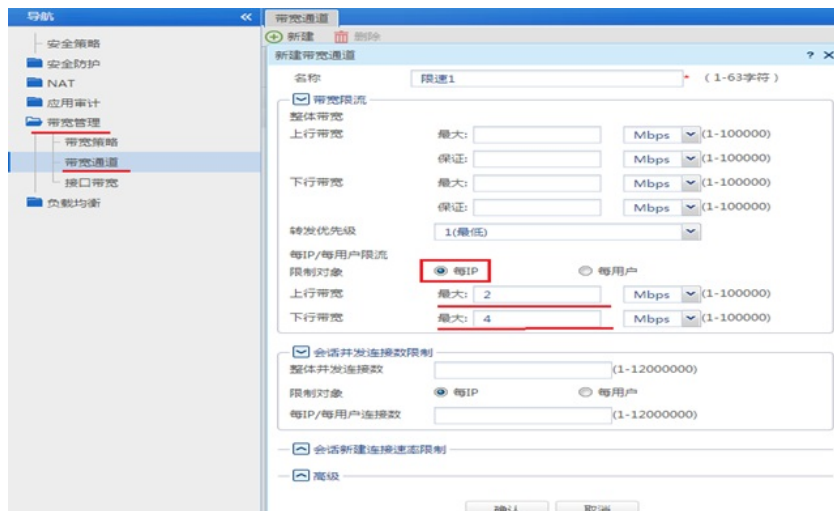 导航 «
安全策略
安全防护
NAT
应用审计
带宽管理
带宽策略
带宽通道
接口带宽
负载均衡
带宽通道
新建 删除
新建带宽通道 ? ×
名称 限速1 * (1-63字符)
带宽限流
整体带宽
上行带宽 最大: Mbps (1-100000)
保证: Mbps (1-100000)
下行带宽 最大: Mbps (1-100000)
保证: Mbps (1-100000)
转发优先级 1(最低)
每IP/每用户限流
限制对象 每IP 每用户
上行带宽 最大: 2 Mbps (1-100000)
下行带宽 最大: 4 Mbps (1-100000)
会话并发连接数限制
整体并发连接数 (1-12000000)
限制对象 每IP 每用户
每IP/每用户连接数 (1-12000000)
会话新建连接速率限制
高级
确认 取消